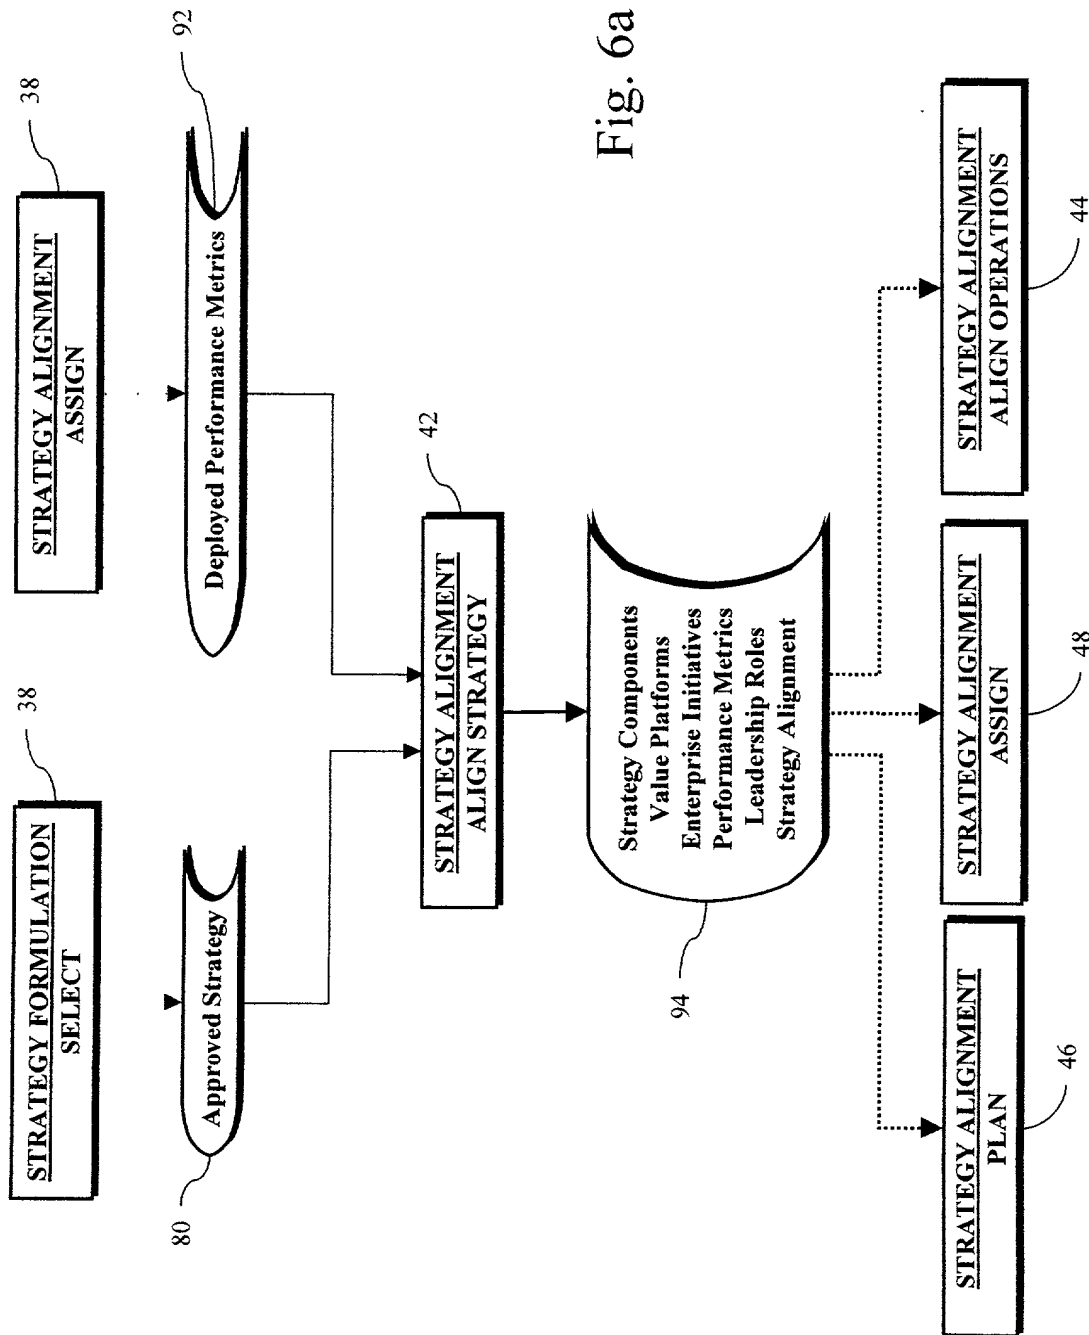 STRATEGY FORMULATION
SELECT
38
STRATEGY ALIGNMENT
ASSIGN
38
Approved Strategy
80
Deployed Performance Metrics
92
STRATEGY ALIGNMENT
ALIGN STRATEGY
42
Strategy Components
Value Platforms
Enterprise Initiatives
Performance Metrics
Leadership Roles
Strategy Alignment
94
STRATEGY ALIGNMENT
PLAN
46
STRATEGY ALIGNMENT
ASSIGN
48
STRATEGY ALIGNMENT
ALIGN OPERATIONS
44
Fig. 6a